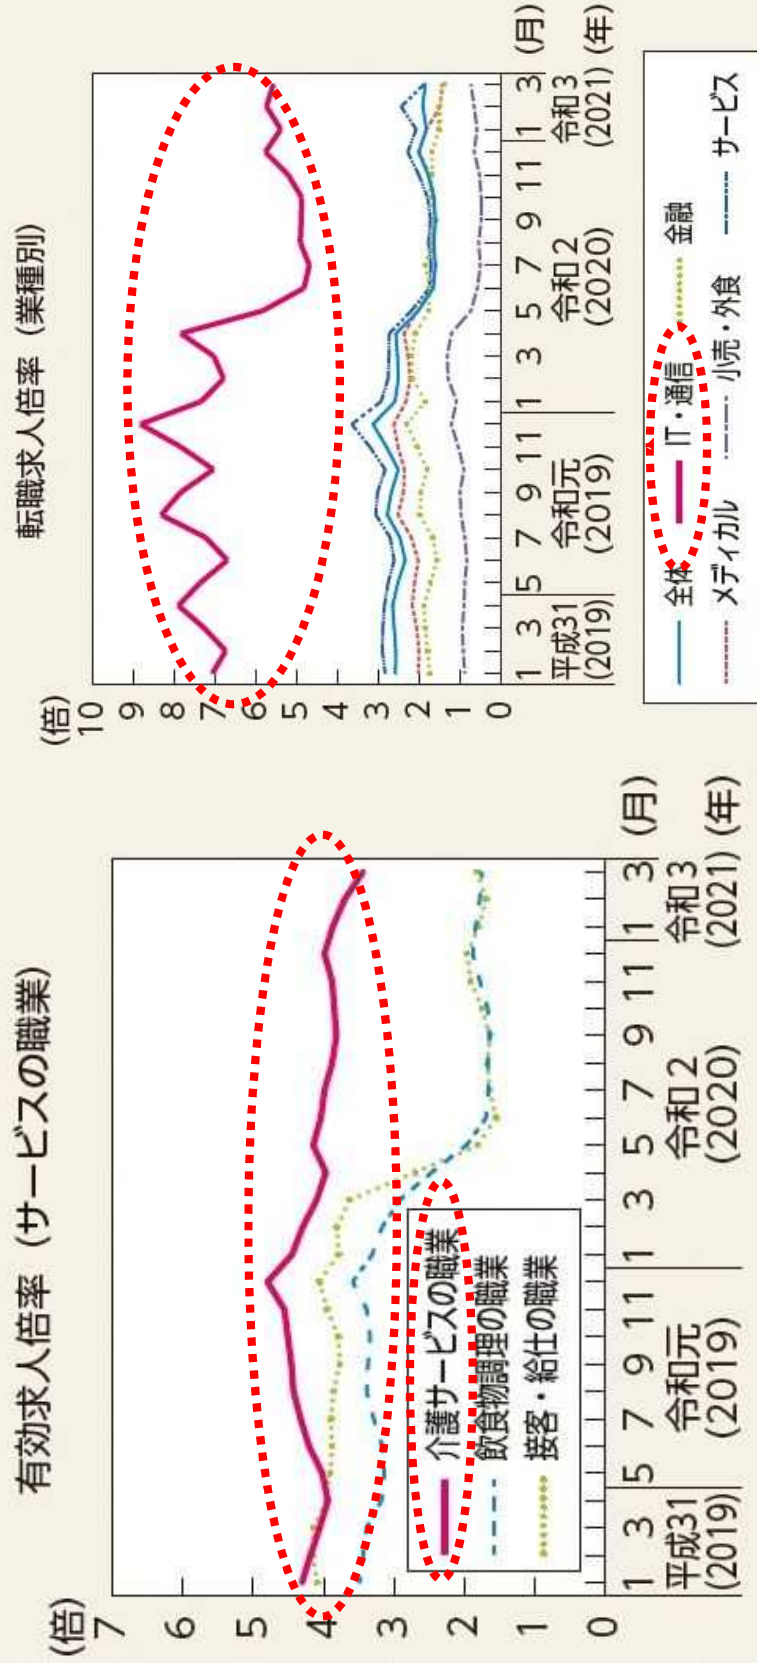 有効求人倍率（サービスの職業）
(倍)
7
6
5
4
3
2
1
0
介護サービスの職業
飲食物調理の職業
接客・給仕の職業
1 3 5 7 9 11 1 3 5 7 9 11 1 3 (月)
平成31 令和元 令和2 令和3 (年)
(2019) (2019) (2020) (2021)
転職求人倍率（業種別）
(倍)
10
9
8
7
6
5
4
3
2
1
0
1 3 5 7 9 11 1 3 5 7 9 11 1 3 (月)
平成31 令和元 令和2 令和3 (年)
(2019) (2019) (2020) (2021)
全体 IT・通信 金融
メディカル 小売・外食 サービス